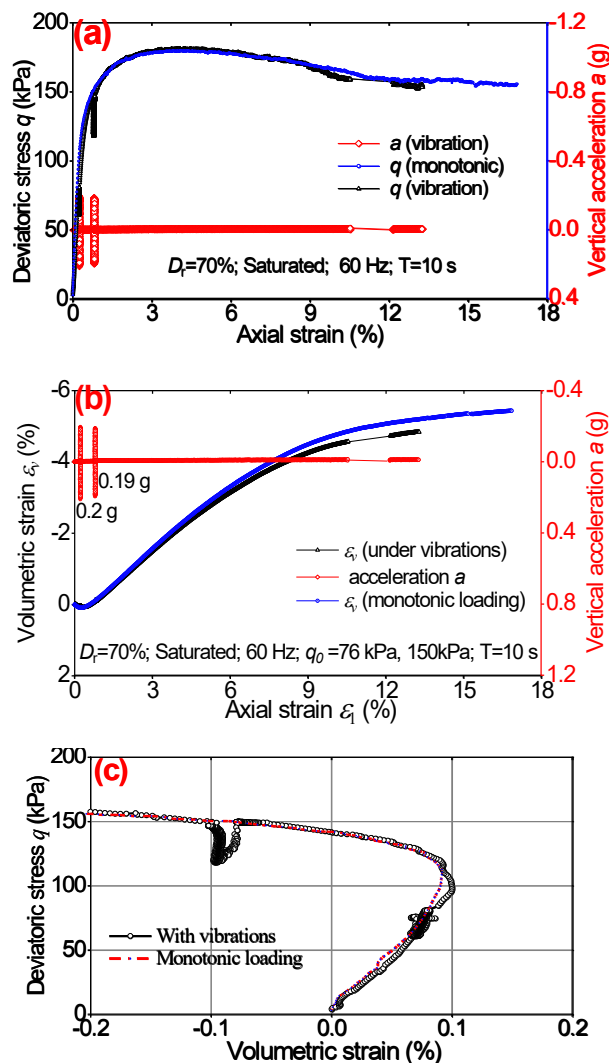 (a)
200
150
100
50
0
Deviatoric stress q (kPa)
-1.2
-0.8
-0.4
0.0
0.4
Vertical acceleration a (g)
a (vibration)
q (monotonic)
q (vibration)
Dr=70%; Saturated; 60 Hz; T=10 s
0 3 6 9 12 15 18
Axial strain (%)
(b)
-6
-4
-2
0
2
Volumetric strain εv (%)
-0.4
0.0
0.4
0.8
1.2
Vertical acceleration a (g)
0.19 g
0.2 g
εv (under vibrations)
acceleration a
εv (monotonic loading)
Dr=70%; Saturated; 60 Hz; q0 =76 kPa, 150kPa; T=10 s
0 3 6 9 12 15 18
Axial strain ε1 (%)
(c)
200
150
100
50
0
Deviatoric stress q (kPa)
With vibrations
Monotonic loading
-0.2 -0.1 0.0 0.1 0.2
Volumetric strain (%)